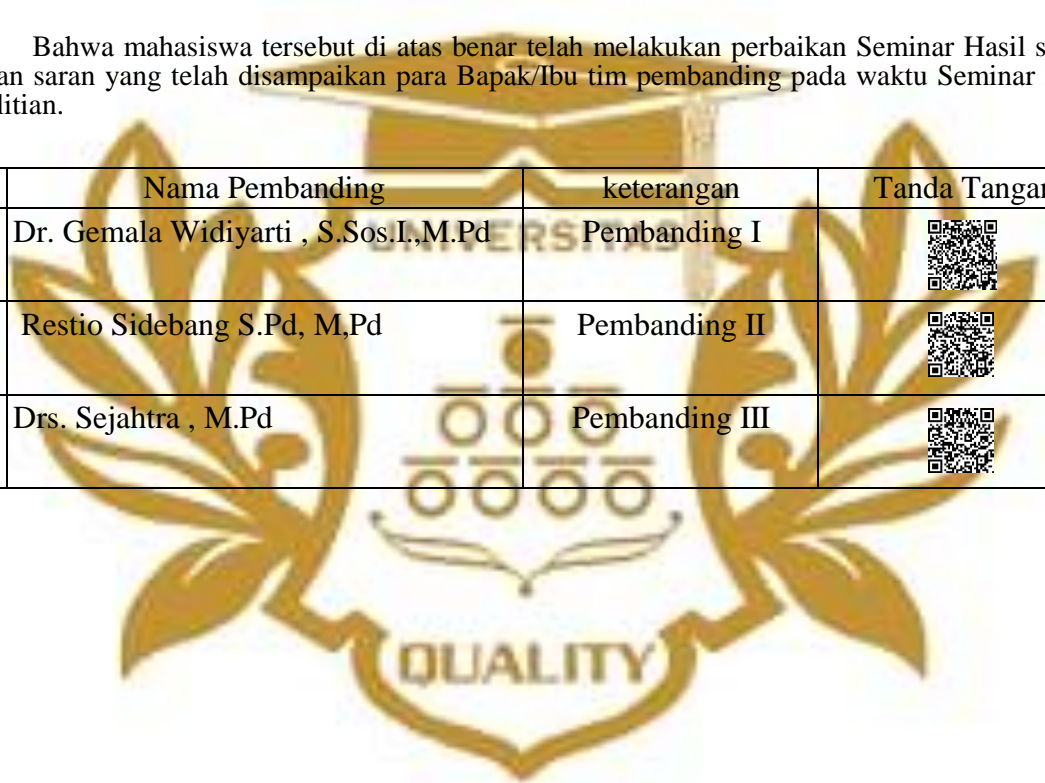 Bahwa mahasiswa tersebut di atas benar telah melakukan perbaikan Seminar Hasil s
an saran yang telah disampaikan para Bapak/Ibu tim pembanding pada waktu Seminar
litian.
Nama Pembanding keterangan Tanda Tangan
UNIVERSITAS
Dr. Gemala Widiyarti , S.Sos.I.,M.Pd Pembanding I
Restio Sidebang S.Pd, M,Pd Pembanding II
Drs. Sejahtra , M.Pd Pembanding III
QUALITY